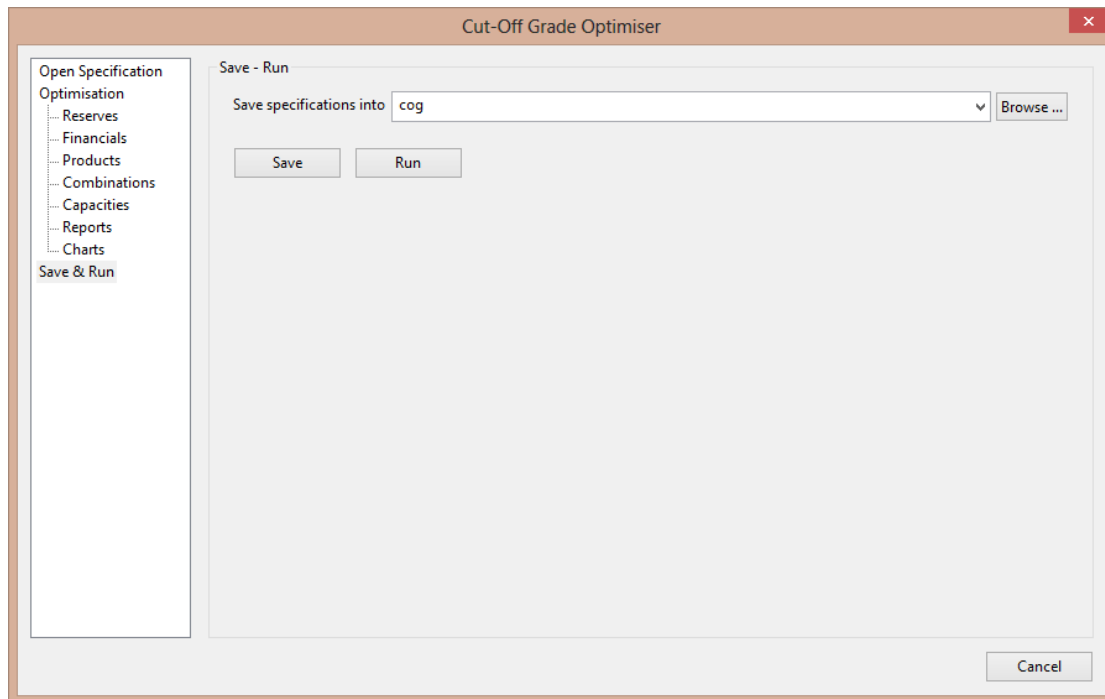 Cut-Off Grade Optimiser
Open Specification
Optimisation
Reserves
Financials
Products
Combinations
Capacities
Reports
Charts
Save & Run
Save - Run
Save specifications into cog Browse ...
Save Run
Cancel